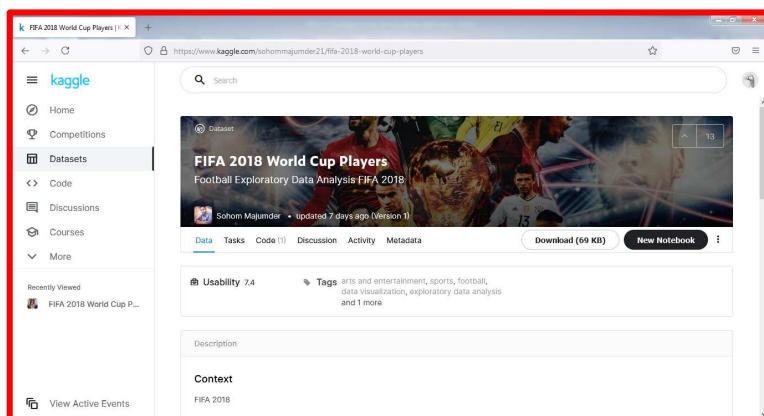 FIFA 2018 World Cup Players | K
https://www.kaggle.com/sohommajumder21/fifa-2018-world-cup-players
kaggle
Search
Home
Competitions
Datasets
Code
Discussions
Courses
More
Recently Viewed
FIFA 2018 World Cup P...
View Active Events
Dataset
13
FIFA 2018 World Cup Players
Football Exploratory Data Analysis FIFA 2018
Sohom Majumder • updated 7 days ago (Version 1)
Data Tasks Code (1) Discussion Activity Metadata Download (69 KB) New Notebook
Usability 7.4 Tags arts and entertainment, sports, football,
data visualization, exploratory data analysis
and 1 more
Description
Context
FIFA 2018